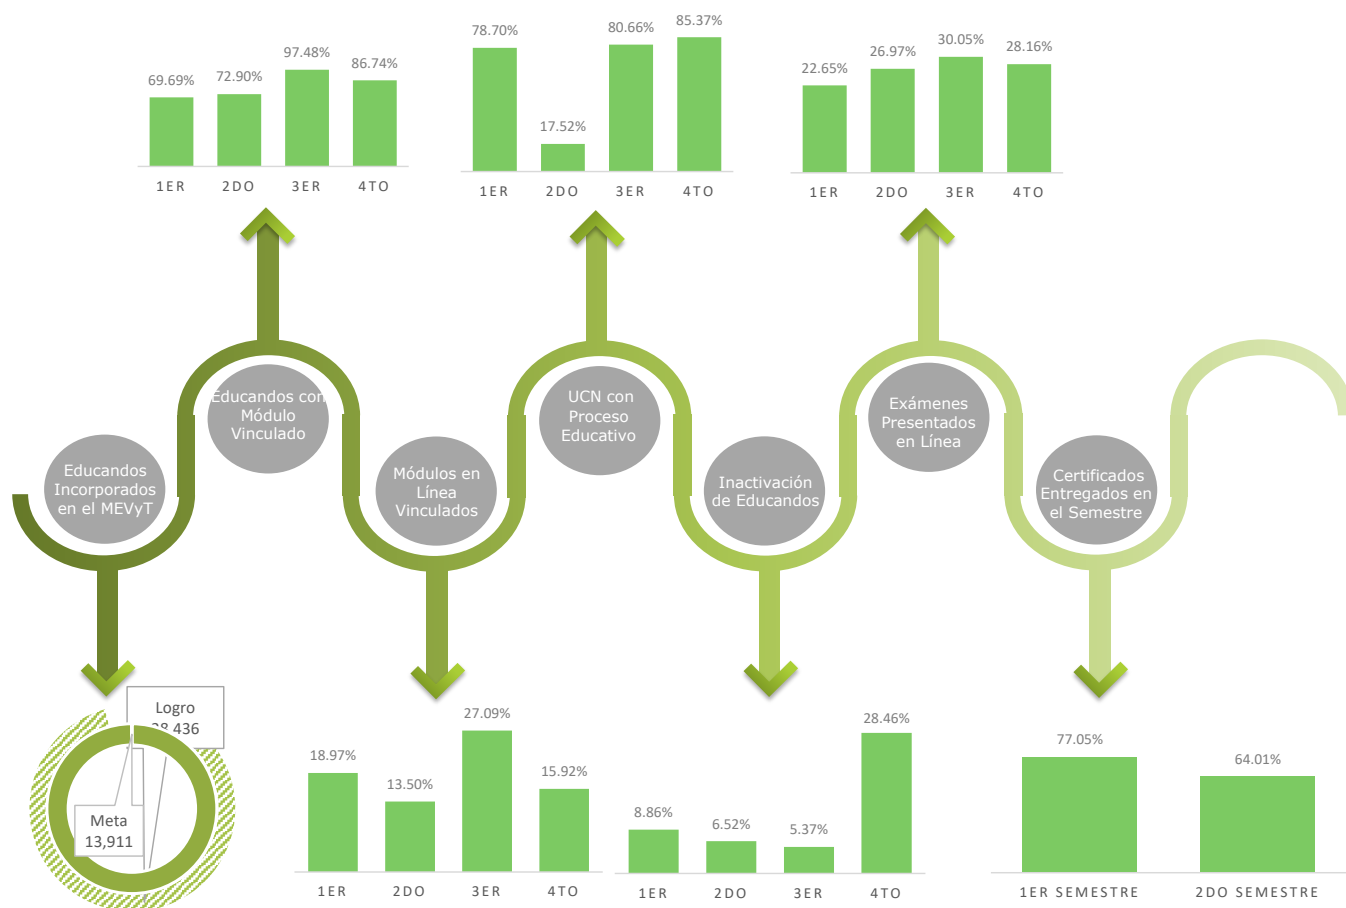 69.69%
72.90%
97.48%
86.74%
1ER
2DO
3ER
4TO
78.70%
17.52%
80.66%
85.37%
1ER
2DO
3ER
4TO
22.65%
26.97%
30.05%
28.16%
1ER
2DO
3ER
4TO
Educandos
Incorporados
en el MEVyT
Educandos con
Módulo
Vinculado
Módulos en
Línea
Vinculados
UCN con
Proceso
Educativo
Inactivación
de Educandos
Exámenes
Presentados
en Línea
Certificados
Entregados en
el Semestre
Logro
28,436
Meta
13,911
18.97%
13.50%
27.09%
15.92%
1ER
2DO
3ER
4TO
8.86%
6.52%
5.37%
28.46%
1ER
2DO
3ER
4TO
77.05%
64.01%
1ER SEMESTRE
2DO SEMESTRE